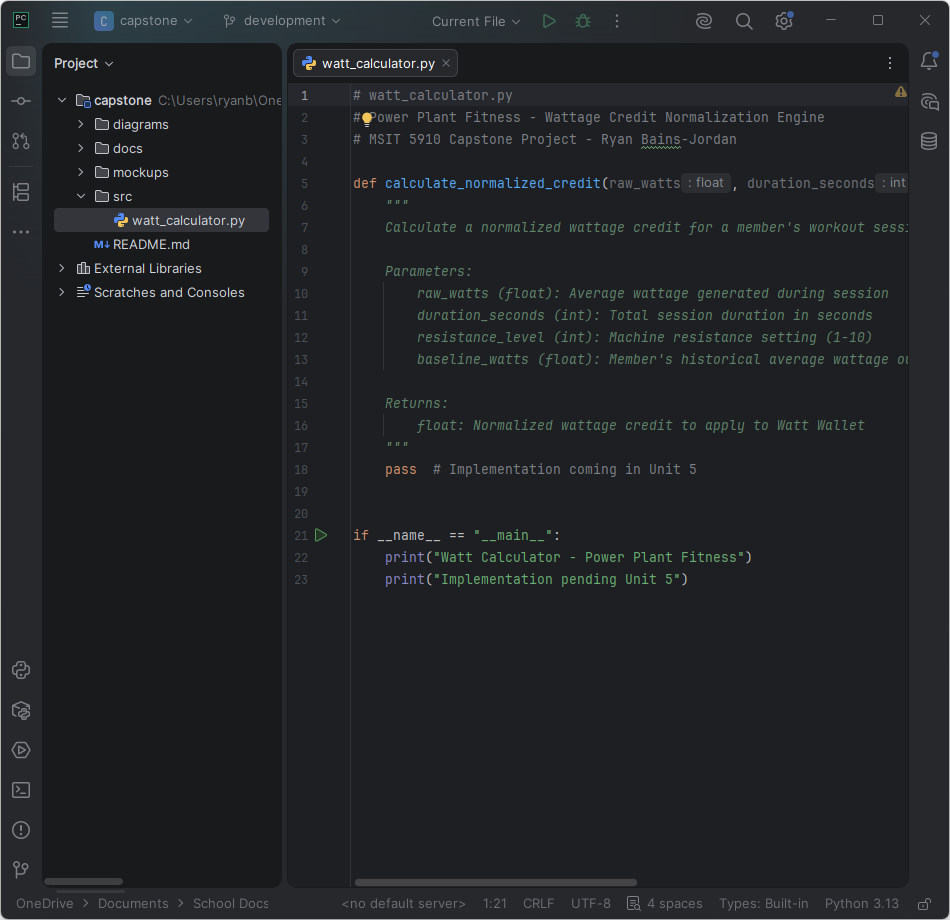 PC
C capstone
development
Current File
Project
watt_calculator.py
capstone C:\Users\ryanb\One
diagrams
docs
mockups
src
watt_calculator.py
M↓ README.md
External Libraries
Scratches and Consoles
1 # watt_calculator.py
2 # Power Plant Fitness - Wattage Credit Normalization Engine
3 # MSIT 5910 Capstone Project - Ryan Bains-Jordan
4
5 def calculate_normalized_credit(raw_watts : float , duration_seconds : int
6 """
7 Calculate a normalized wattage credit for a member's workout sessi
8
9 Parameters:
10 raw_watts (float): Average wattage generated during session
11 duration_seconds (int): Total session duration in seconds
12 resistance_level (int): Machine resistance setting (1-10)
13 baseline_watts (float): Member's historical average wattage ou
14
15 Returns:
16 float: Normalized wattage credit to apply to Watt Wallet
17 """
18 pass # Implementation coming in Unit 5
19
20
21 if __name__ == "__main__":
22 print("Watt Calculator - Power Plant Fitness")
23 print("Implementation pending Unit 5")
OneDrive > Documents > School Docs
<no default server>
1:21
CRLF
UTF-8
4 spaces
Types: Built-in
Python 3.13